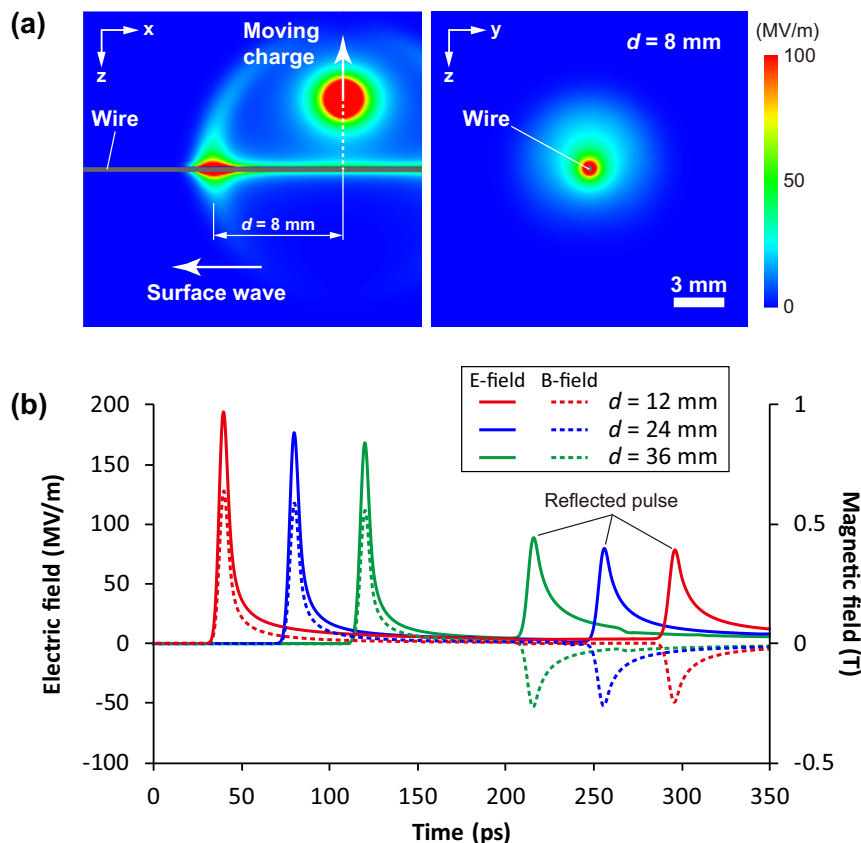 (a)
x
z
Moving
charge
Wire
d = 8 mm
Surface wave
y
z
d = 8 mm
Wire
3 mm
(MV/m)
100
50
0
(b)
E-field B-field
d = 12 mm
d = 24 mm
d = 36 mm
Reflected pulse
Electric field (MV/m)
200
150
100
50
0
-50
-100
Magnetic field (T)
1
0.5
0
-0.5
0 50 100 150 200 250 300 350
Time (ps)